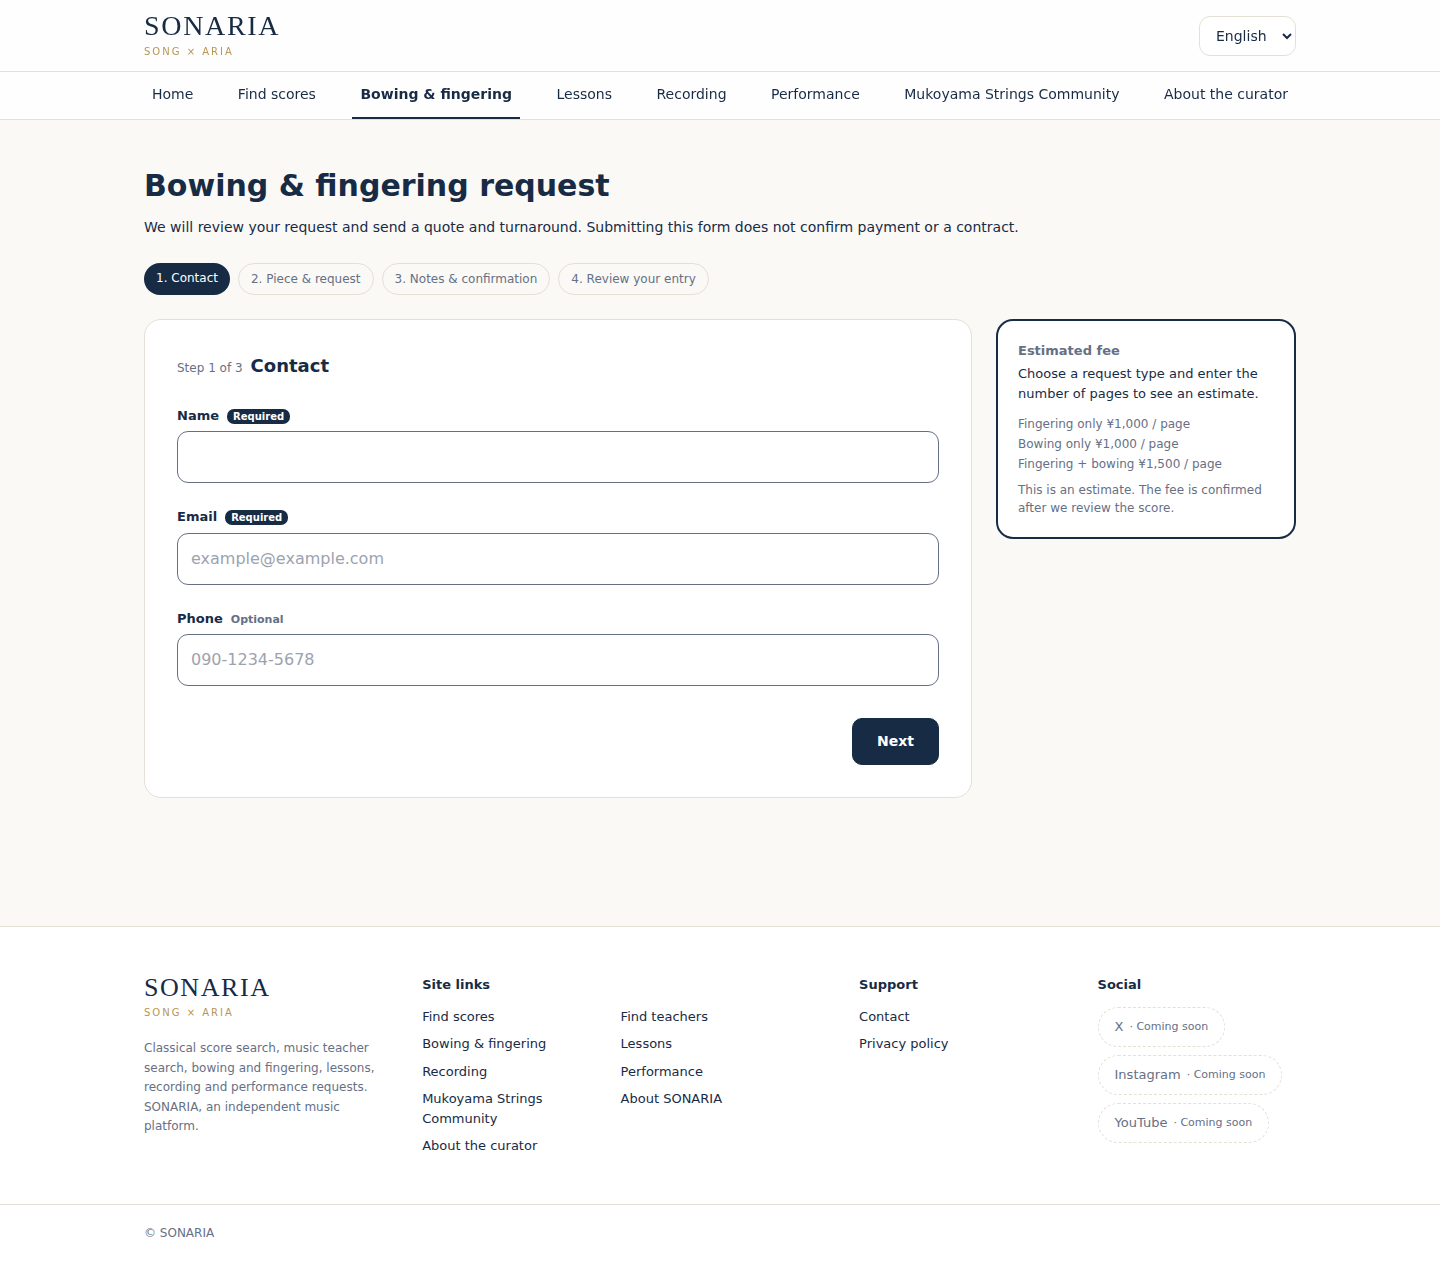 SONARIA
SONG × ARIA
English
Home
Find scores
Bowing & fingering
Lessons
Recording
Performance
Mukoyama Strings Community
About the curator
Bowing & fingering request
We will review your request and send a quote and turnaround. Submitting this form does not confirm payment or a contract.
1. Contact
2. Piece & request
3. Notes & confirmation
4. Review your entry
Step 1 of 3 Contact
Name Required
Email Required
example@example.com
Phone Optional
090-1234-5678
Next
Estimated fee
Choose a request type and enter the
number of pages to see an estimate.
Fingering only ¥1,000 / page
Bowing only ¥1,000 / page
Fingering + bowing ¥1,500 / page
This is an estimate. The fee is confirmed
after we review the score.
SONARIA
SONG × ARIA
Classical score search, music teacher
search, bowing and fingering, lessons,
recording and performance requests.
SONARIA, an independent music
platform.
Site links
Find scores
Bowing & fingering
Recording
Mukoyama Strings
Community
About the curator
Find teachers
Lessons
Performance
About SONARIA
Support
Contact
Privacy policy
Social
X · Coming soon
Instagram · Coming soon
YouTube · Coming soon
© SONARIA